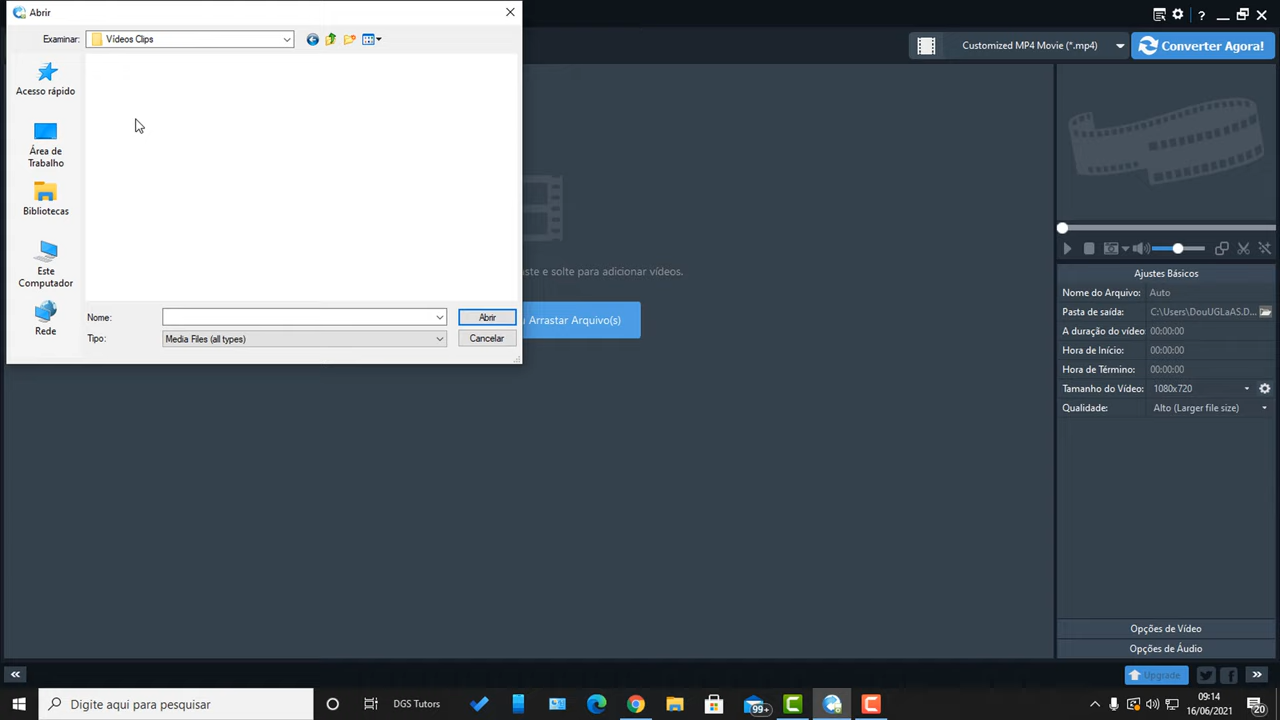 Abrir
Examinar: Vídeos Clips
Acesso rápido
Área de
Trabalho
Bibliotecas
Este
Computador
Rede
Nome:
Abrir
Tipo: Media Files (all types)
Cancelar
?
Customized MP4 Movie (*.mp4)
Converter Agora!
ste e solte para adicionar vídeos.
Arrastar Arquivo(s)
Ajustes Básicos
Nome do Arquivo: Auto
Pasta de saída: C:\Users\DouUGLaAS.D...
A duração do vídeo 00:00:00
Hora de Início: 00:00:00
Hora de Término: 00:00:00
Tamanho do Vídeo: 1080x720
Qualidade: Alto (Larger file size)
Opções de Vídeo
Opções de Áudio
Upgrade
Digite aqui para pesquisar
DGS Tutors
99+
09:14
16/06/2021
20